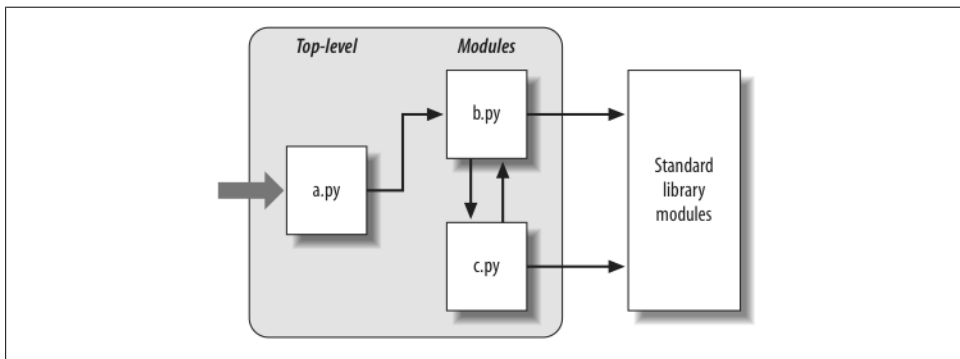 Top-level
Modules
b.py
a.py
Standard
library
modules
c.py